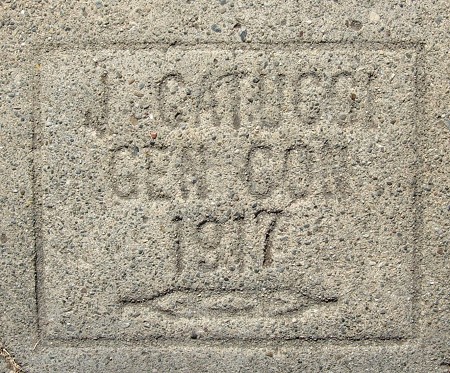 J. CATUCCI
GEN. CON.
1917